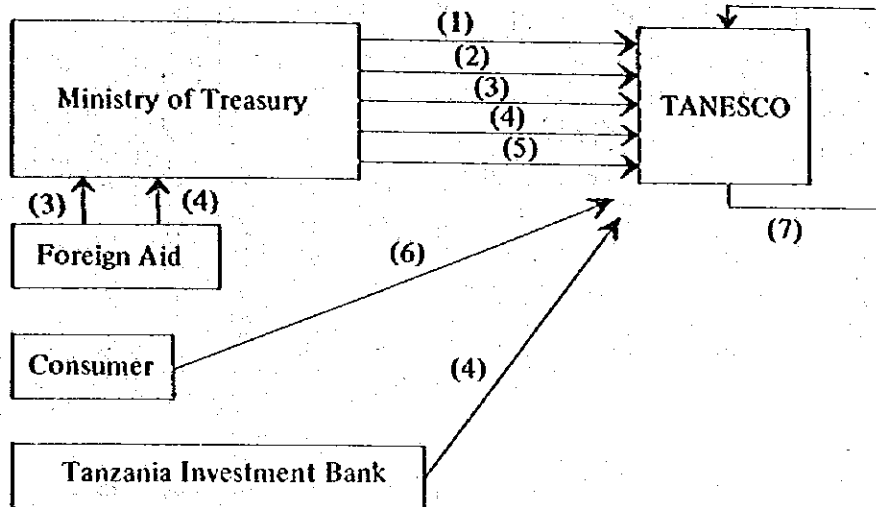 (1)
(2)
Ministry of Treasury
(3)
TANESCO
(4)
(5)
(3)
(4)
(7)
Foreign Aid
(6)
Consumer
(4)
Tanzania Investment Bank